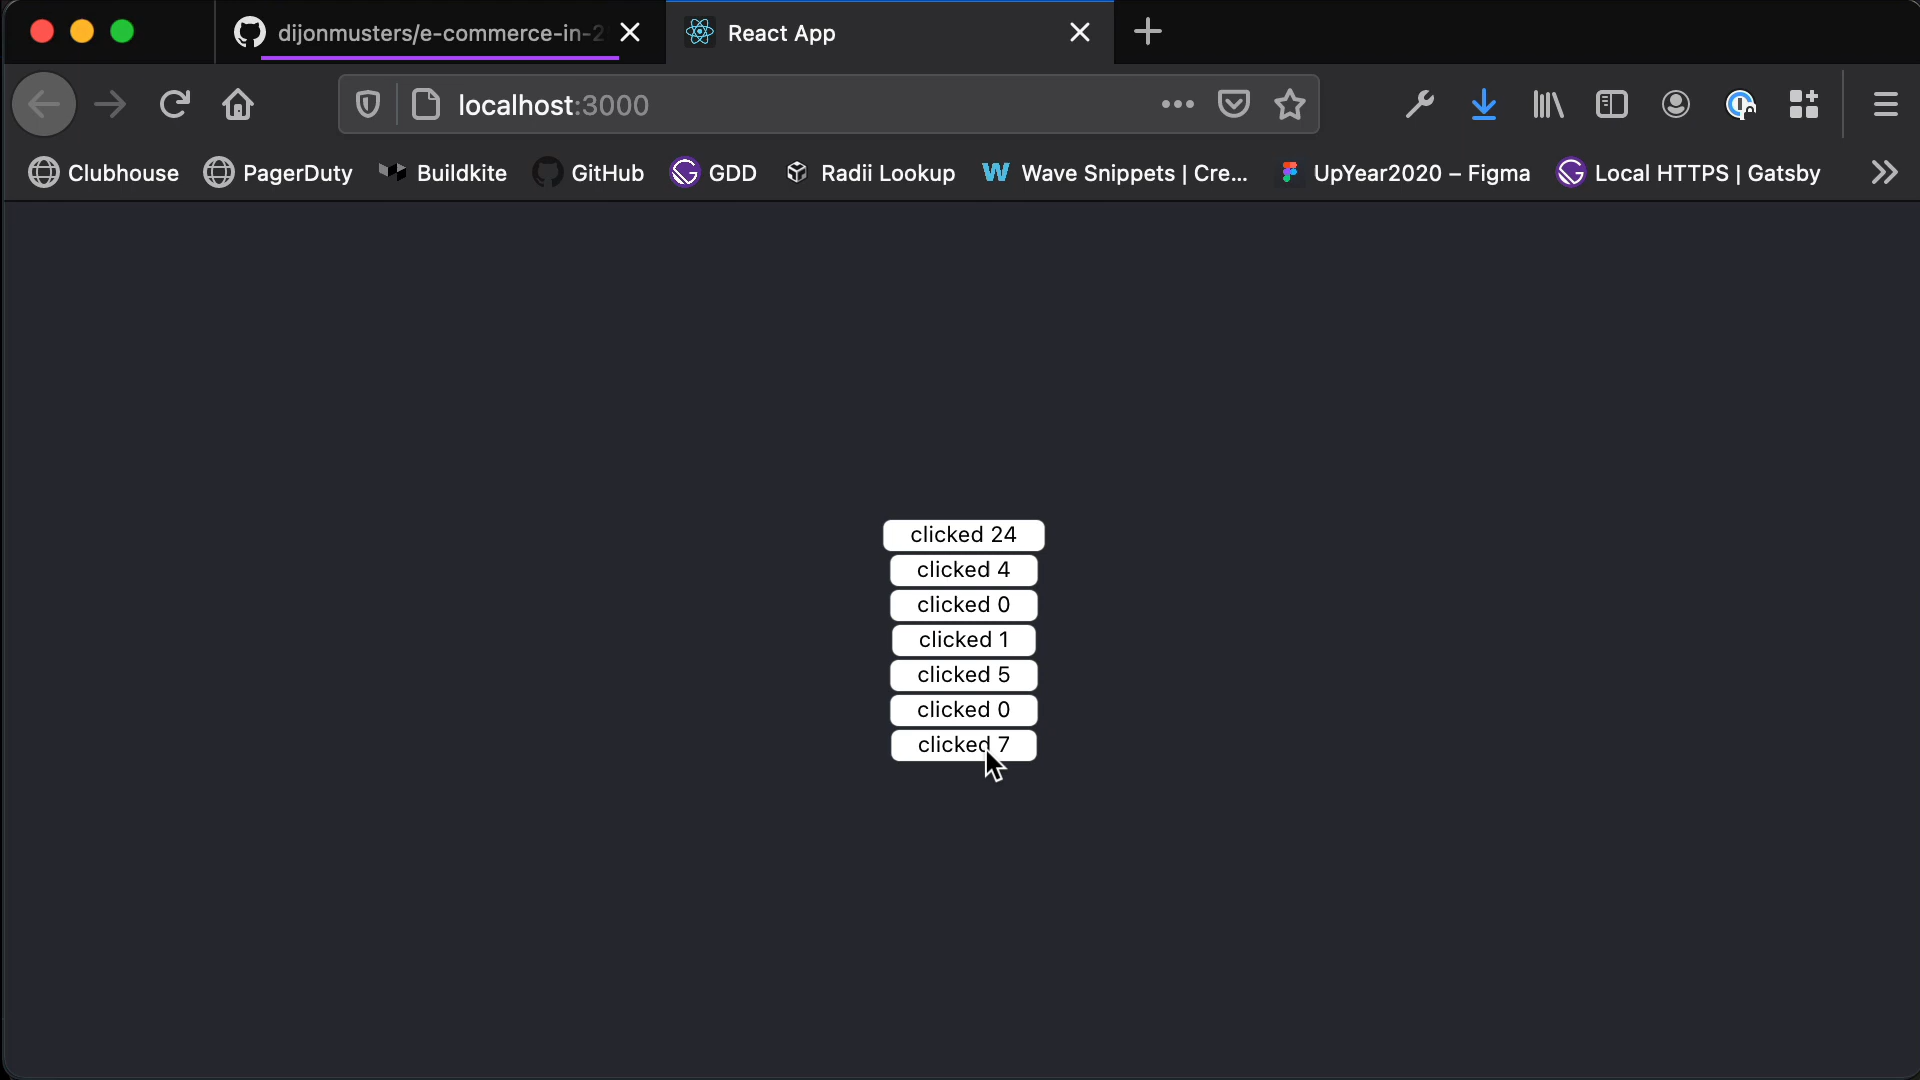 dijonmusters/e-commerce-in-2
React App
localhost:3000
Clubhouse
PagerDuty
Buildkite
GitHub
GDD
Radii Lookup
Wave Snippets | Cre...
UpYear2020 – Figma
Local HTTPS | Gatsby
clicked 24
clicked 4
clicked 0
clicked 1
clicked 5
clicked 0
clicked 7